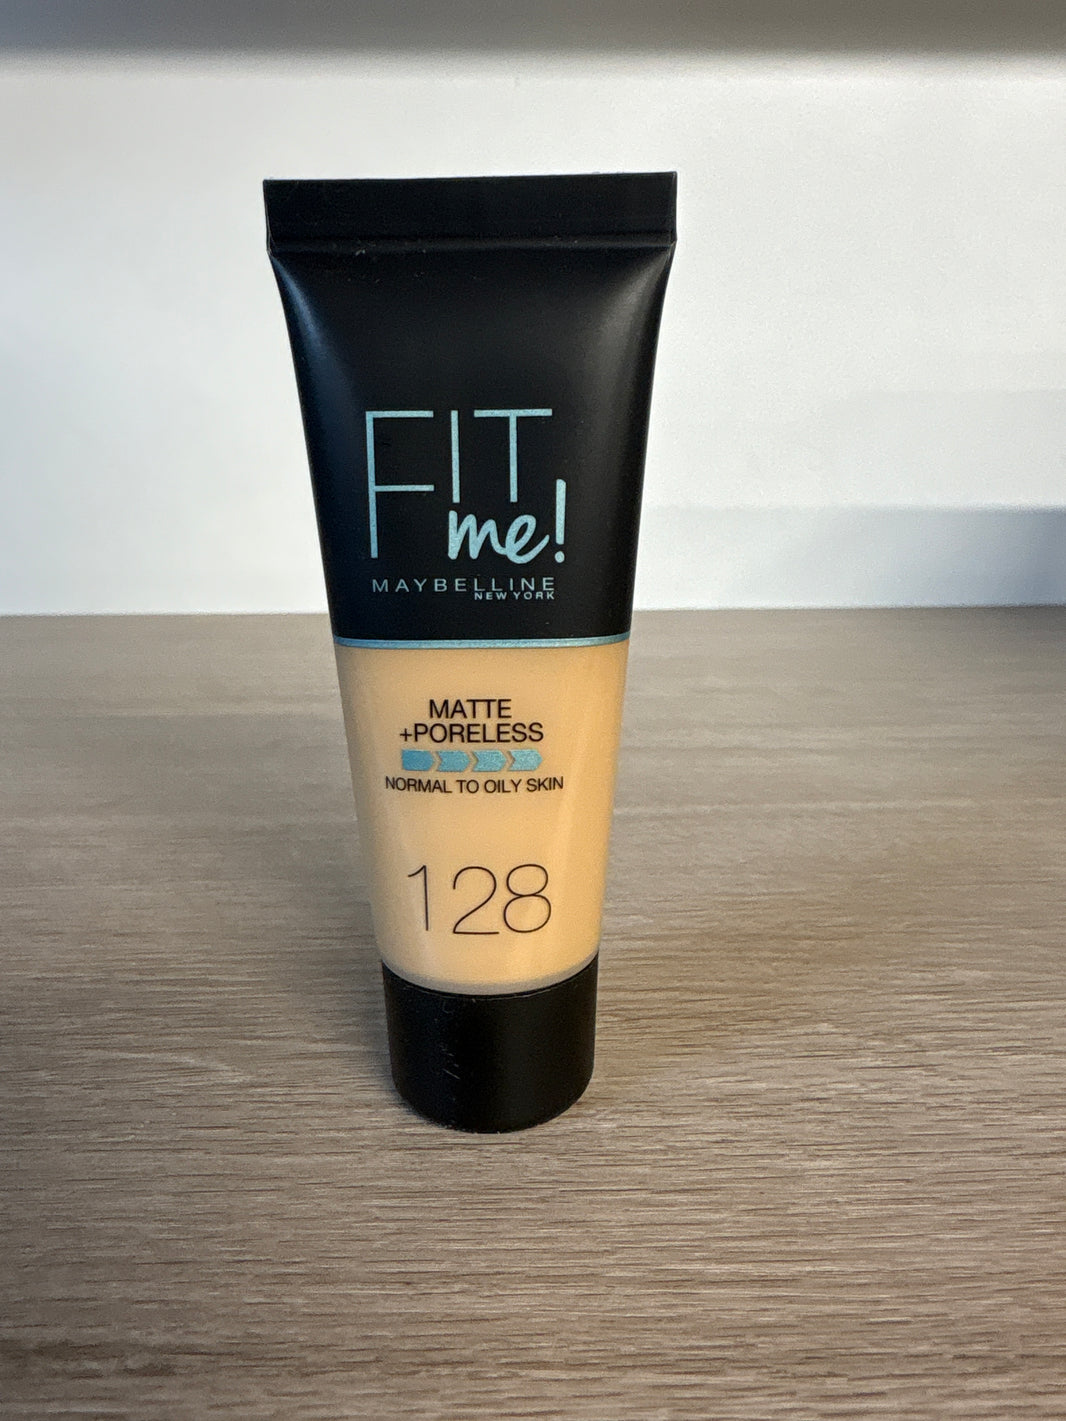 FIT
me!
MAYBELLINE
NEW YORK
MATTE
+PORELESS
NORMAL TO OILY SKIN
128